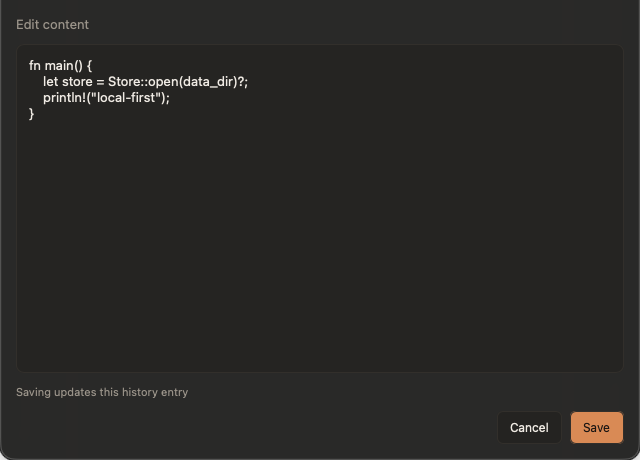 Edit content
fn main() {
    let store = Store::open(data_dir)?;
    println!("local-first");
}
Saving updates this history entry
Cancel
Save